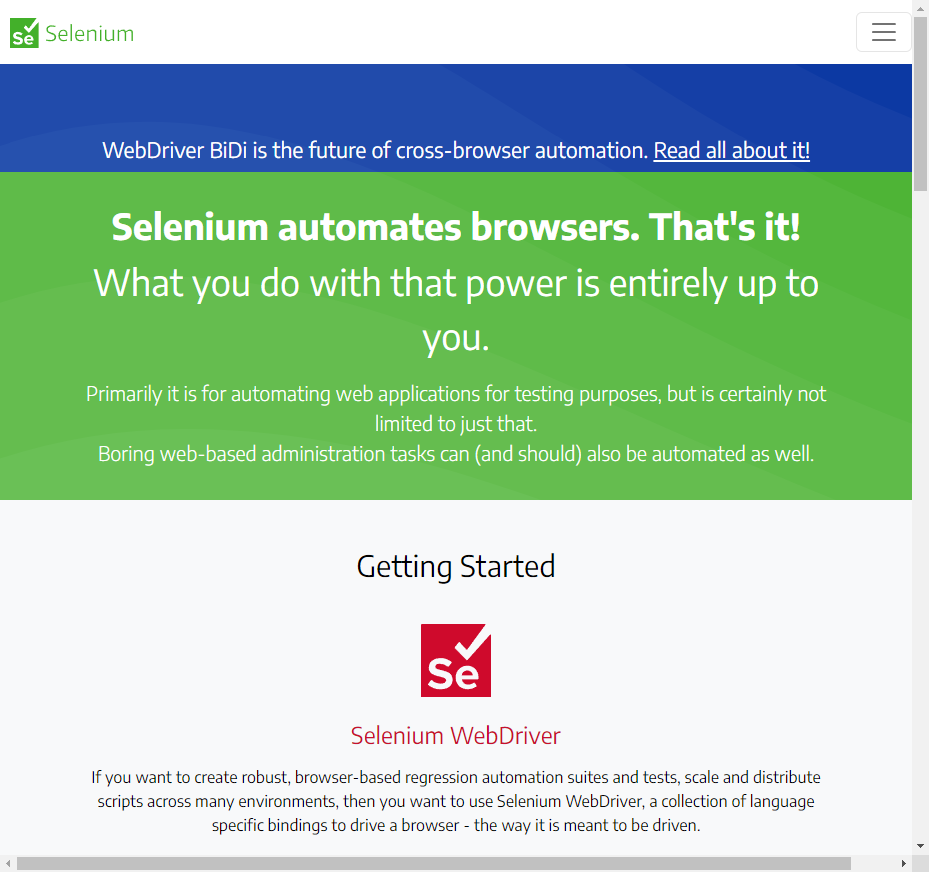 Se Selenium
WebDriver BiDi is the future of cross-browser automation. Read all about it!
Selenium automates browsers. That's it!
What you do with that power is entirely up to
you.
Primarily it is for automating web applications for testing purposes, but is certainly not
limited to just that.
Boring web-based administration tasks can (and should) also be automated as well.
Getting Started
Se
Selenium WebDriver
If you want to create robust, browser-based regression automation suites and tests, scale and distribute
scripts across many environments, then you want to use Selenium WebDriver, a collection of language
specific bindings to drive a browser - the way it is meant to be driven.